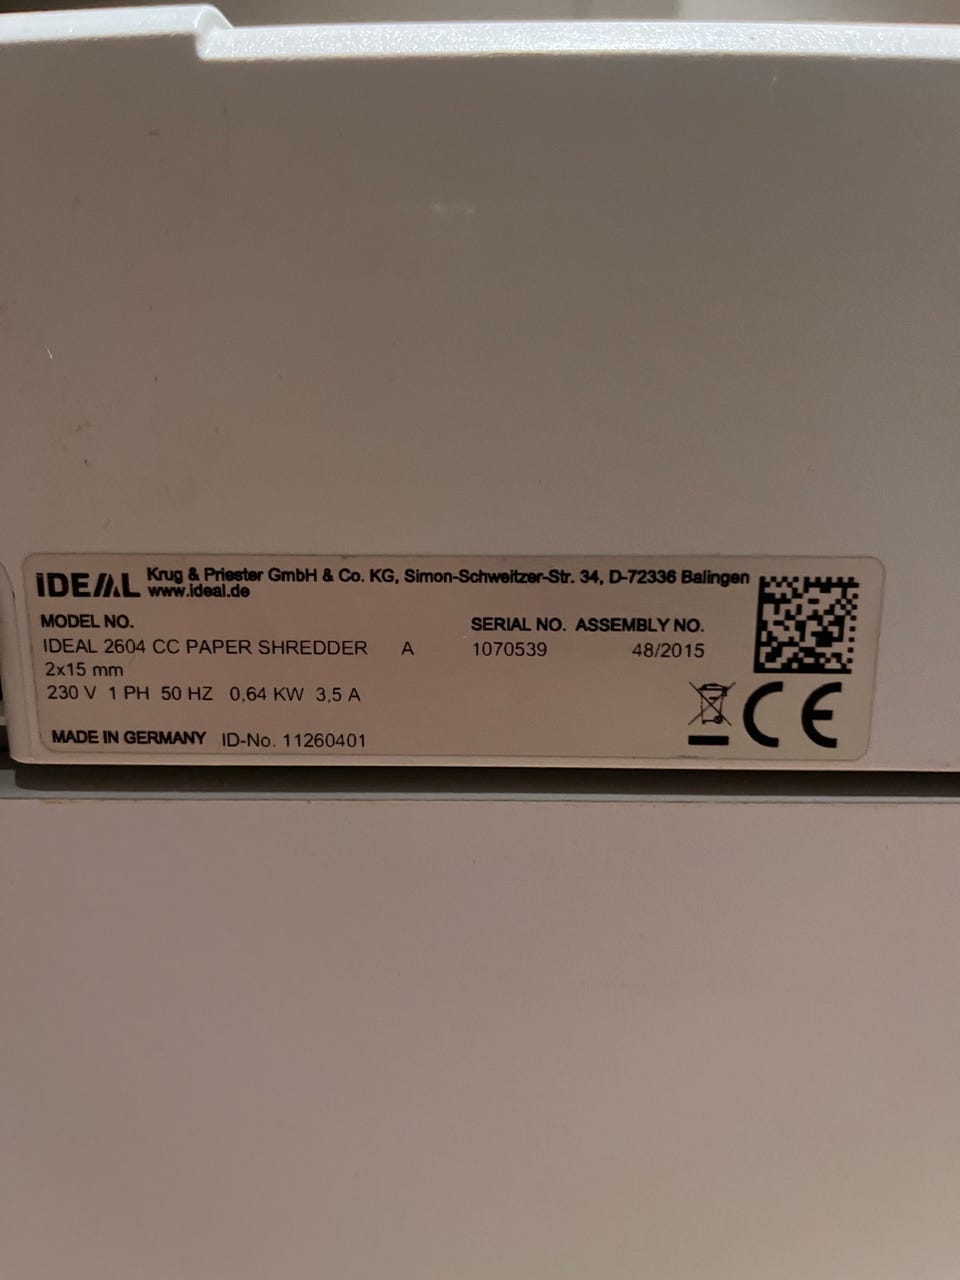 IDEAL Krug & Priester GmbH & Co. KG, Simon-Schweitzer-Str. 34, D-72336 Balingen
www.ideal.de
MODEL NO. SERIAL NO. ASSEMBLY NO.
IDEAL 2604 CC PAPER SHREDDER A 1070539 48/2015
2x15 mm
230 V 1 PH 50 HZ 0,64 KW 3,5 A
MADE IN GERMANY ID-No. 11260401
CE